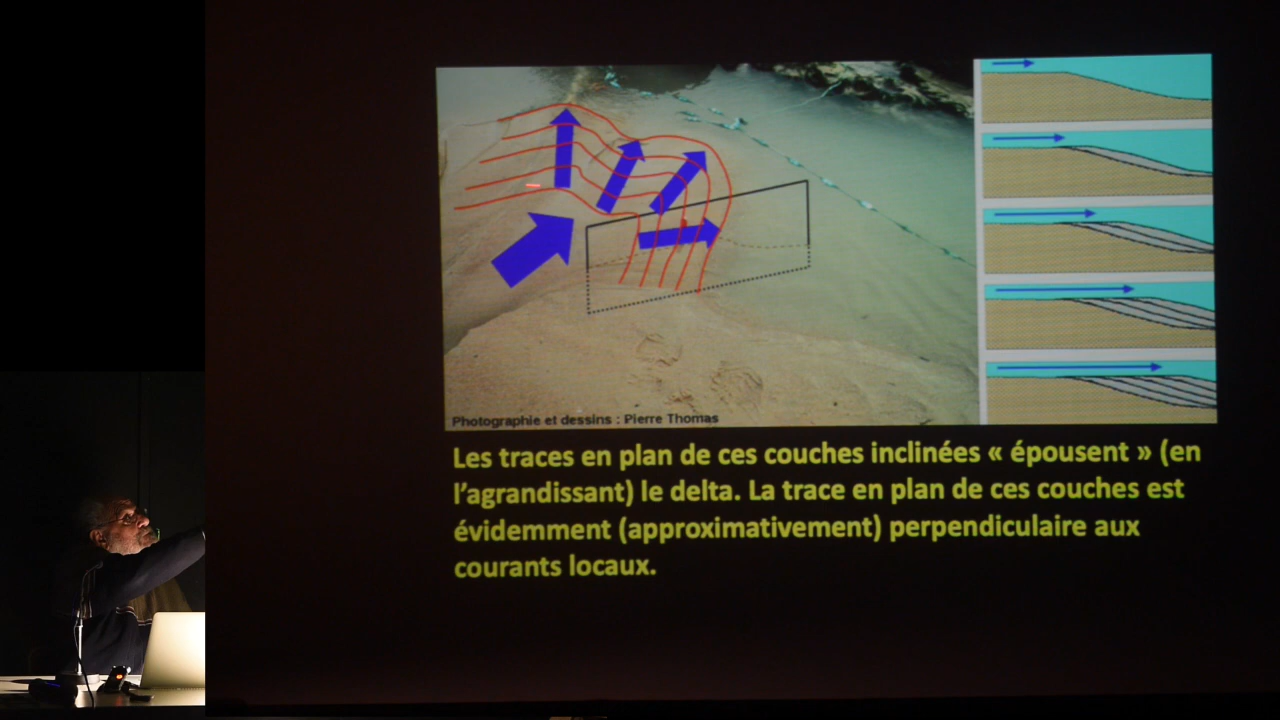 Photographie et dessins : Pierre Thomas
Les traces en plan de ces couches inclinées « épousent » (en
l'agrandissant) le delta. La trace en plan de ces couches est
évidemment (approximativement) perpendiculaire aux
courants locaux.